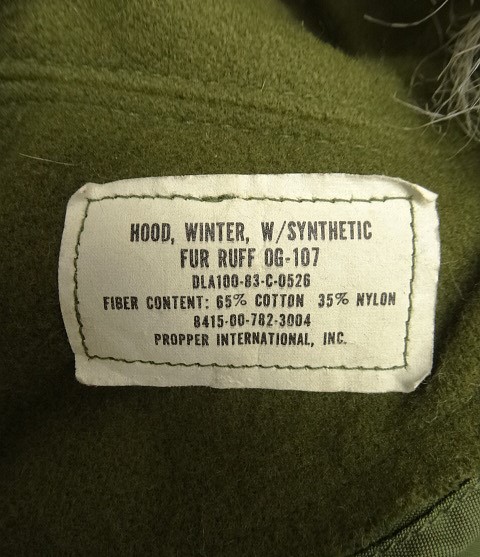 HOOD, WINTER, W/SYNTHETIC
FUR RUFF OG-107
DLA100-83-C-0526
FIBER CONTENT: 65% COTTON 35% NYLON
8415-00-782-3004
PROPPER INTERNATIONAL, INC.